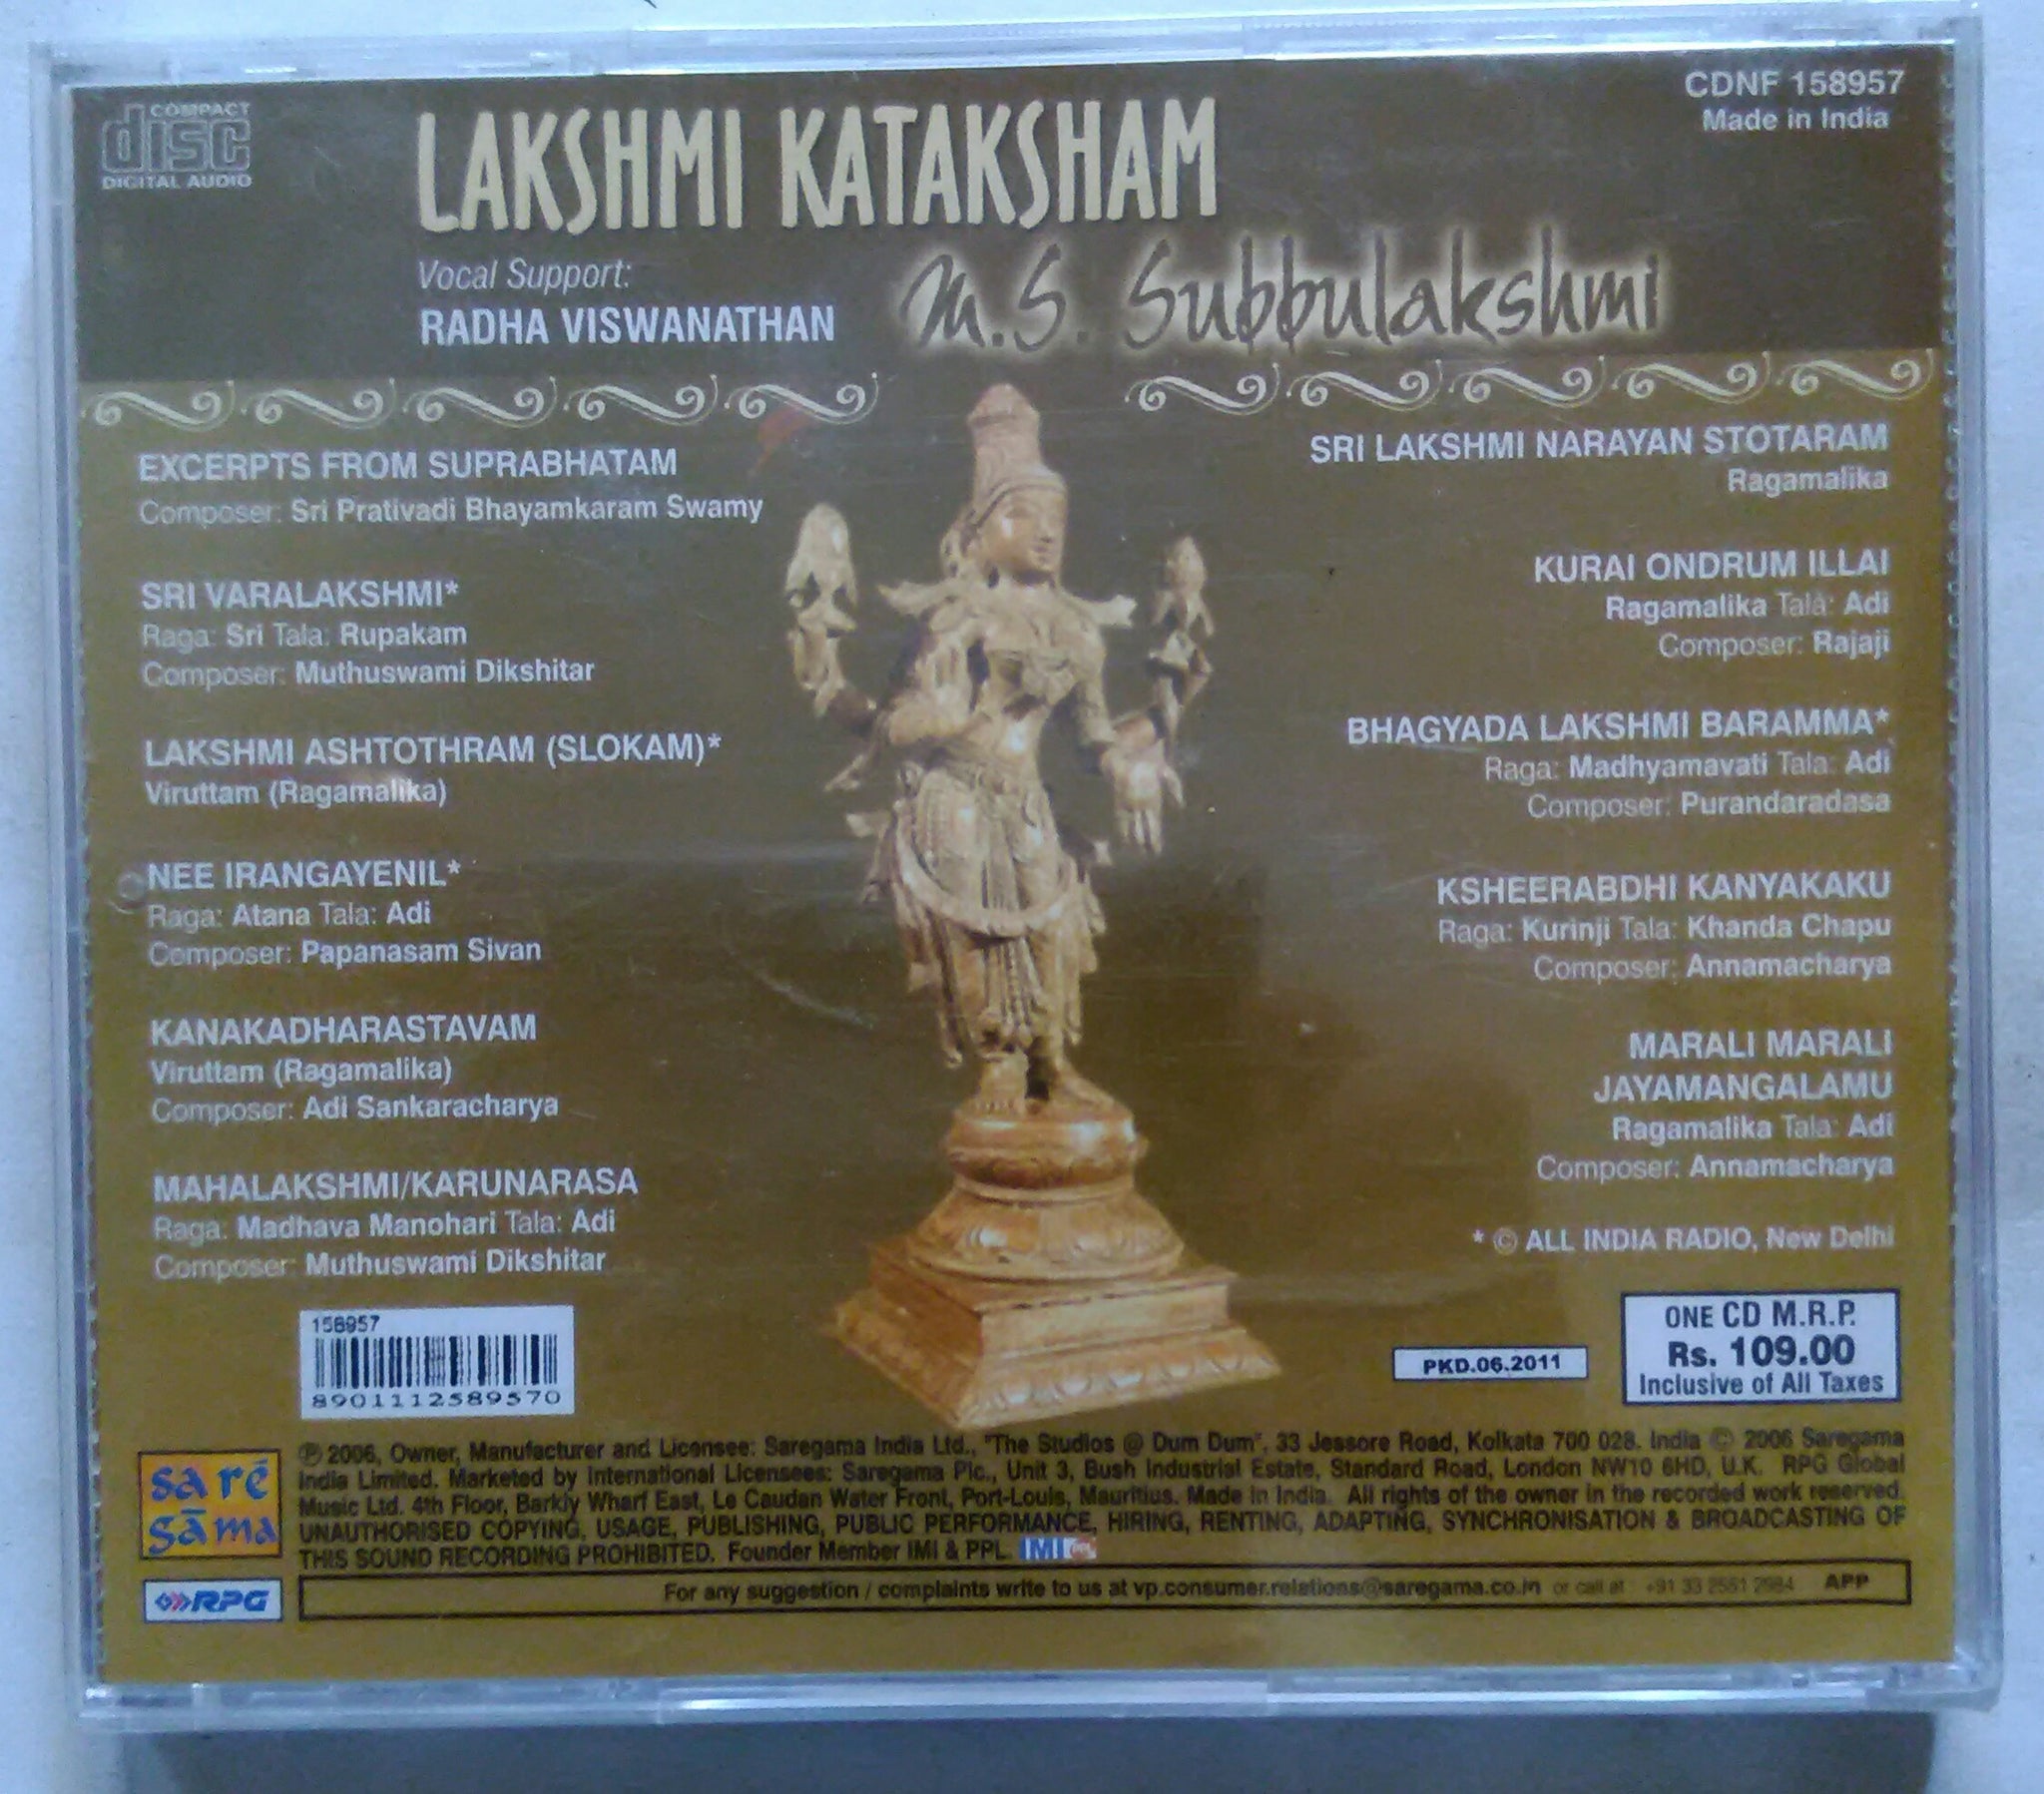 COMPACT
disc
DIGITAL AUDIO
CDNF 158957
Made in India
LAKSHMI KATAKSHAM
Vocal Support:
RADHA VISWANATHAN
M.S. Subbulakshmi
EXCERPTS FROM SUPRABHATAM
Composer: Sri Prativadi Bhayamkaram Swamy
SRI VARALAKSHMI*
Raga: Sri Tala: Rupakam
Composer: Muthuswami Dikshitar
LAKSHMI ASHTOTHRAM (SLOKAM)*
Viruttam (Ragamalika)
NEE IRANGAYENIL*
Raga: Atana Tala: Adi
Composer: Papanasam Sivan
KANAKADHARASTAVAM
Viruttam (Ragamalika)
Composer: Adi Sankaracharya
MAHALAKSHMI/KARUNARASA
Raga: Madhava Manohari Tala: Adi
Composer: Muthuswami Dikshitar
SRI LAKSHMI NARAYAN STOTARAM
Ragamalika
KURAI ONDRUM ILLAI
Ragamalika Tala: Adi
Composer: Rajaji
BHAGYADA LAKSHMI BARAMMA*
Raga: Madhyamavati Tala: Adi
Composer: Purandaradasa
KSHEERABDHI KANYAKAKU
Raga: Kurinji Tala: Khanda Chapu
Composer: Annamacharya
MARALI MARALI
JAYAMANGALAMU
Ragamalika Tala: Adi
Composer: Annamacharya
* © ALL INDIA RADIO, New Delhi
158957
8901112589570
PKD.06.2011
ONE CD M.R.P.
Rs. 109.00
Inclusive of All Taxes
sa re
ga ma
RPG
℗ 2006, Owner, Manufacturer and Licensee: Saregama India Ltd., "The Studios @ Dum Dum", 33 Jessore Road, Kolkata 700 028. India © 2006 Saregama
India Limited. Marketed by International Licensees: Saregama Plc., Unit 3, Bush Industrial Estate, Standard Road, London NW10 6HD, U.K. RPG Global
Music Ltd. 4th Floor, Barkly Wharf East, Le Caudan Water Front, Port-Louis, Mauritius. Made in India. All rights of the owner in the recorded work reserved.
UNAUTHORISED COPYING, USAGE, PUBLISHING, PUBLIC PERFORMANCE, HIRING, RENTING, ADAPTING, SYNCHRONISATION & BROADCASTING OF
THIS SOUND RECORDING PROHIBITED. Founder Member IMI & PPL IMI
For any suggestion / complaints write to us at vp.consumer.relations@saregama.co.in or call at : +91 33 2551 2984 APP